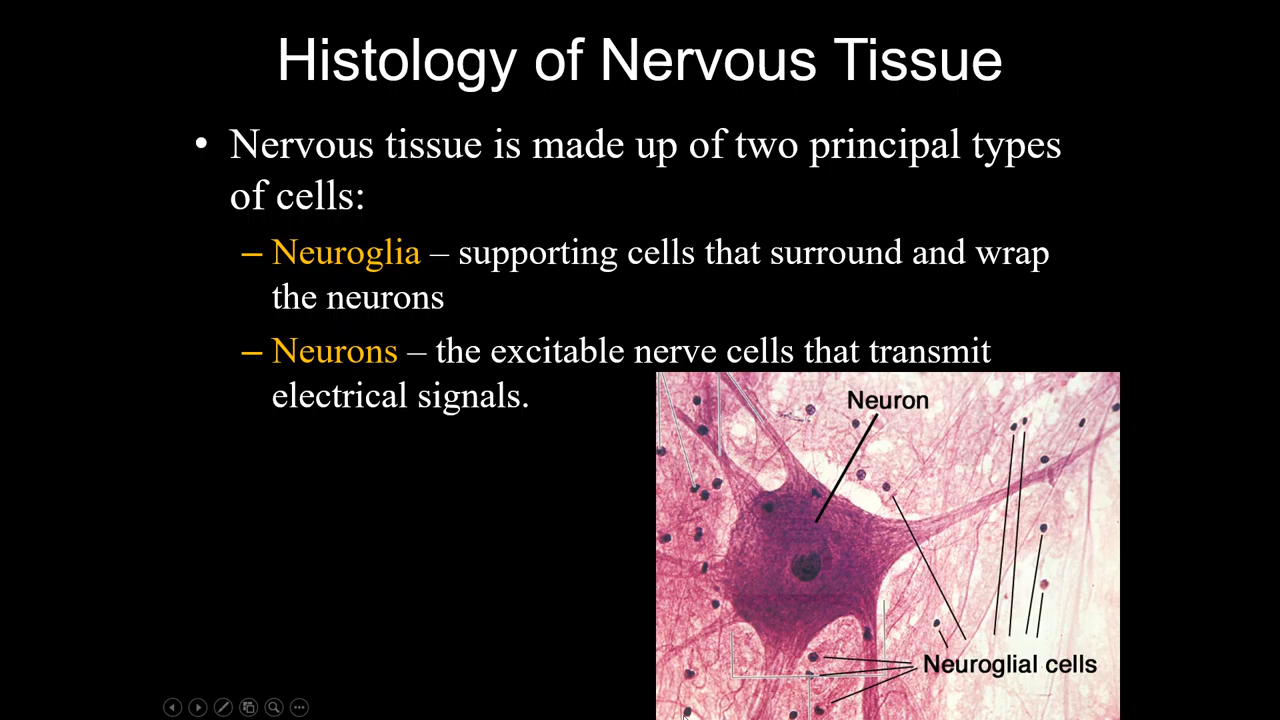 Histology of Nervous Tissue
• Nervous tissue is made up of two principal types
of cells:
– Neuroglia – supporting cells that surround and wrap
the neurons
– Neurons – the excitable nerve cells that transmit
electrical signals.
Neuron
Neuroglial cells